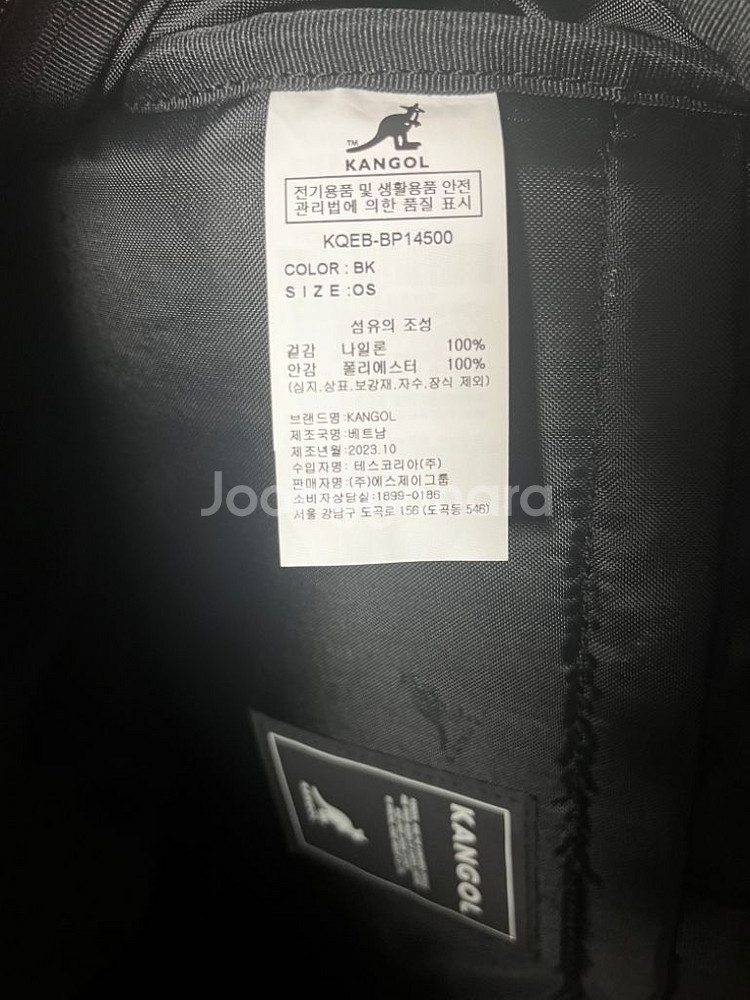 TM
KANGOL
전기용품 및 생활용품 안전
관리법에 의한 품질 표시
KQEB-BP14500
COLOR : BK
SIZE :OS
섬유의 조성
겉감 나일론 100%
안감 폴리에스터 100%
(심지,상표,보강재,자수,장식 제외)
브랜드명:KANGOL
제조국명:베트남
제조년월:2023.10
수입자명: 테스코리아(주)
판매자명:(주)에스제이그룹
소비자상담실:1899-0186
서울 강남구 도곡로 156 (도곡동 546)
KANGOL
KANGOL